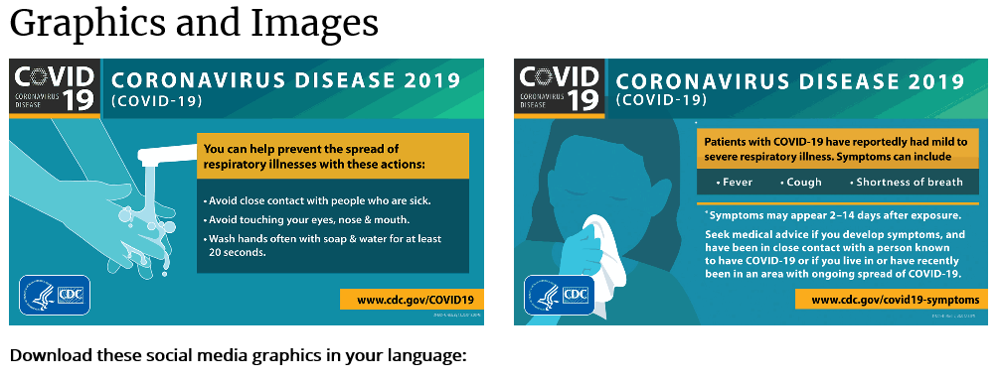 Graphics and Images
COVID
CORONAVIRUS
DISEASE
19
CORONAVIRUS DISEASE 2019
(COVID-19)
You can help prevent the spread of
respiratory illnesses with these actions:
• Avoid close contact with people who are sick.
• Avoid touching your eyes, nose & mouth.
• Wash hands often with soap & water for at least
20 seconds.
CDC
www.cdc.gov/COVID19
COVID
CORONAVIRUS
DISEASE
19
CORONAVIRUS DISEASE 2019
(COVID-19)
*
Patients with COVID-19 have reportedly had mild to
severe respiratory illness. Symptoms can include
• Fever • Cough • Shortness of breath
*Symptoms may appear 2–14 days after exposure.
Seek medical advice if you develop symptoms, and
have been in close contact with a person known
to have COVID-19 or if you live in or have recently
been in an area with ongoing spread of COVID-19.
CDC
www.cdc.gov/covid19-symptoms
Download these social media graphics in your language: